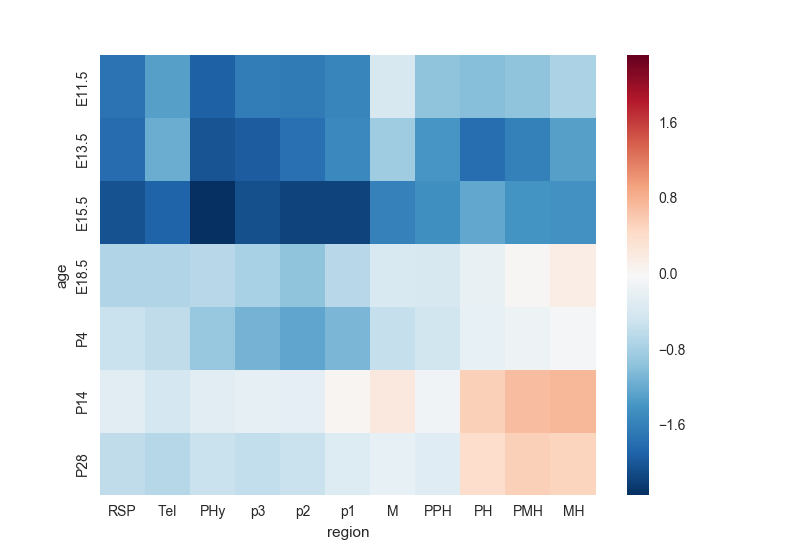 E11.5
E13.5
E15.5
E18.5
P4
P14
P28
age
RSP Tel PHy p3 p2 p1 M PPH PH PMH MH
region
1.6
0.8
0.0
−0.8
−1.6